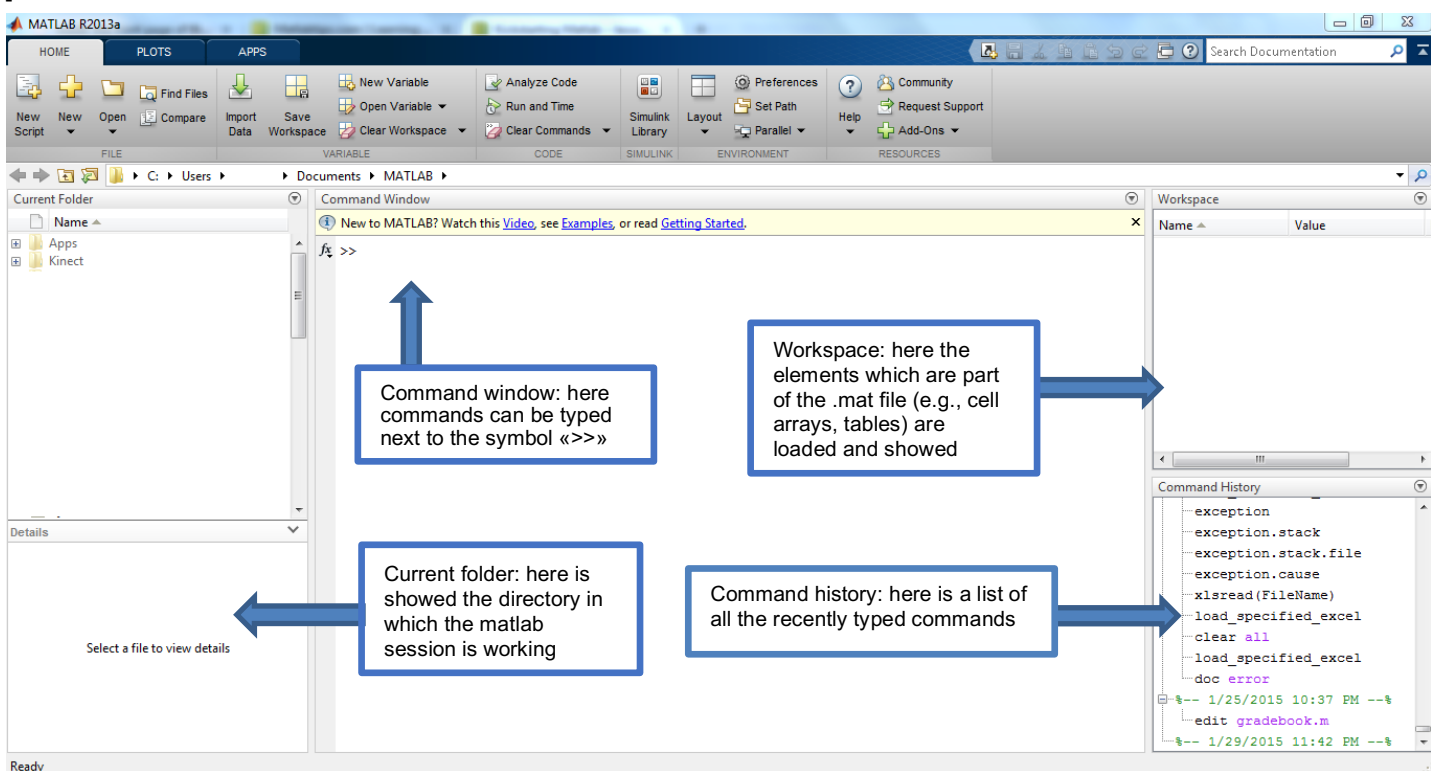 MATLAB R2013a
HOME PLOTS APPS
Search Documentation
New Script
New
Open
Find Files
Compare
FILE
Import Data
Save Workspace
New Variable
Open Variable
Clear Workspace
VARIABLE
Analyze Code
Run and Time
Clear Commands
CODE
Simulink Library
SIMULINK
Layout
Preferences
Set Path
Parallel
ENVIRONMENT
Help
Community
Request Support
Add-Ons
RESOURCES
C: Users Documents MATLAB
Current Folder
Name
Apps
Kinect
Details
Select a file to view details
Command Window
New to MATLAB? Watch this Video, see Examples, or read Getting Started.
fx >>
Command window: here
commands can be typed
next to the symbol «>>»
Workspace: here the
elements which are part
of the .mat file (e.g., cell
arrays, tables) are
loaded and showed
Current folder: here is
showed the directory in
which the matlab
session is working
Command history: here is a list of
all the recently typed commands
Workspace
Name Value
Command History
exception
exception.stack
exception.stack.file
exception.cause
xlsread(FileName)
load_specified_excel
clear all
load_specified_excel
doc error
%-- 1/25/2015 10:37 PM --%
edit gradebook.m
%-- 1/29/2015 11:42 PM --%
Ready